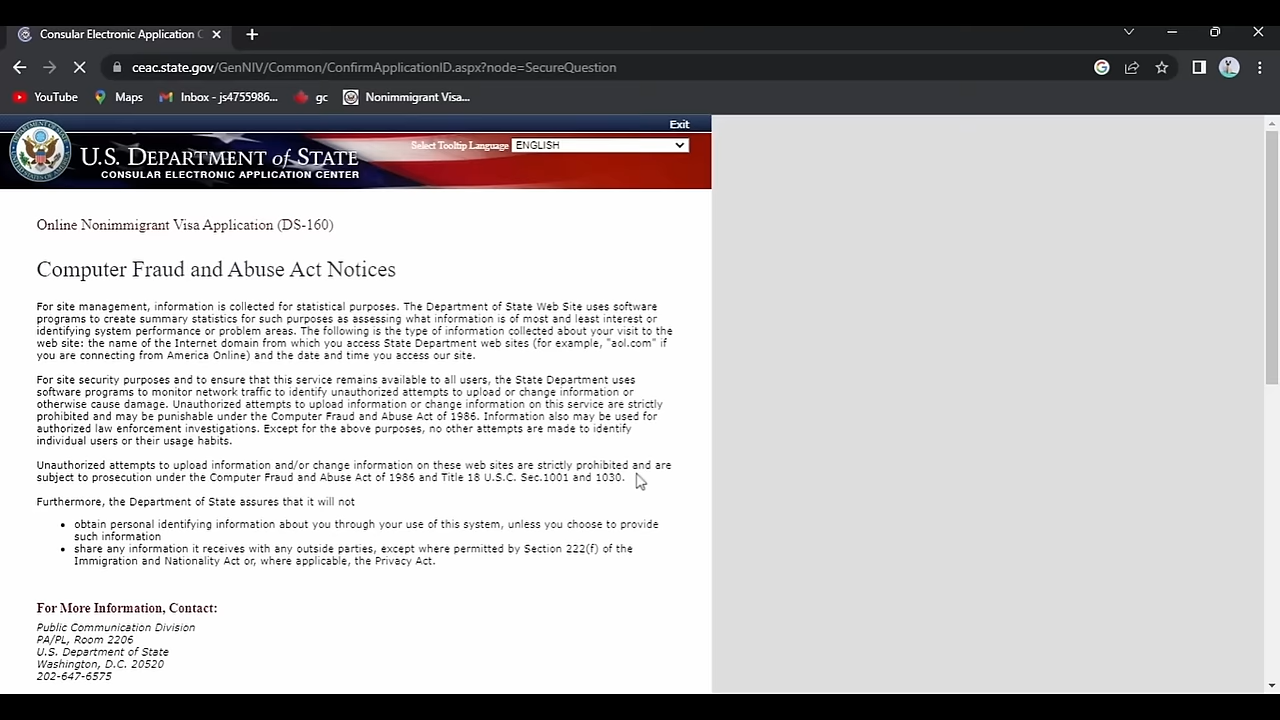 Consular Electronic Application C
ceac.state.gov/GenNIV/Common/ConfirmApplicationID.aspx?node=SecureQuestion
YouTube Maps Inbox - js4755986... gc Nonimmigrant Visa...
Exit
Select Tooltip Language ENGLISH
U.S. DEPARTMENT of STATE
CONSULAR ELECTRONIC APPLICATION CENTER
Online Nonimmigrant Visa Application (DS-160)
Computer Fraud and Abuse Act Notices
For site management, information is collected for statistical purposes. The Department of State Web Site uses software
programs to create summary statistics for such purposes as assessing what information is of most and least interest or
identifying system performance or problem areas. The following is the type of information collected about your visit to the
web site: the name of the Internet domain from which you access State Department web sites (for example, "aol.com" if
you are connecting from America Online) and the date and time you access our site.
For site security purposes and to ensure that this service remains available to all users, the State Department uses
software programs to monitor network traffic to identify unauthorized attempts to upload or change information or
otherwise cause damage. Unauthorized attempts to upload information or change information on this service are strictly
prohibited and may be punishable under the Computer Fraud and Abuse Act of 1986. Information also may be used for
authorized law enforcement investigations. Except for the above purposes, no other attempts are made to identify
individual users or their usage habits.
Unauthorized attempts to upload information and/or change information on these web sites are strictly prohibited and are
subject to prosecution under the Computer Fraud and Abuse Act of 1986 and Title 18 U.S.C. Sec.1001 and 1030.
Furthermore, the Department of State assures that it will not
• obtain personal identifying information about you through your use of this system, unless you choose to provide
such information
• share any information it receives with any outside parties, except where permitted by Section 222(f) of the
Immigration and Nationality Act or, where applicable, the Privacy Act.
For More Information, Contact:
Public Communication Division
PA/PL, Room 2206
U.S. Department of State
Washington, D.C. 20520
202-647-6575